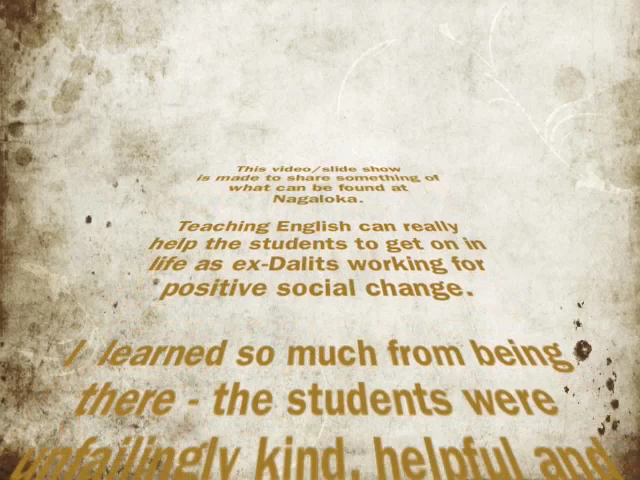 This video/slide show
is made to share something of
what can be found at
Nagaloka.
Teaching English can really
help the students to get on in
life as ex-Dalits working for
positive social change.
I learned so much from being
there - the students were
unfailingly kind, helpful and